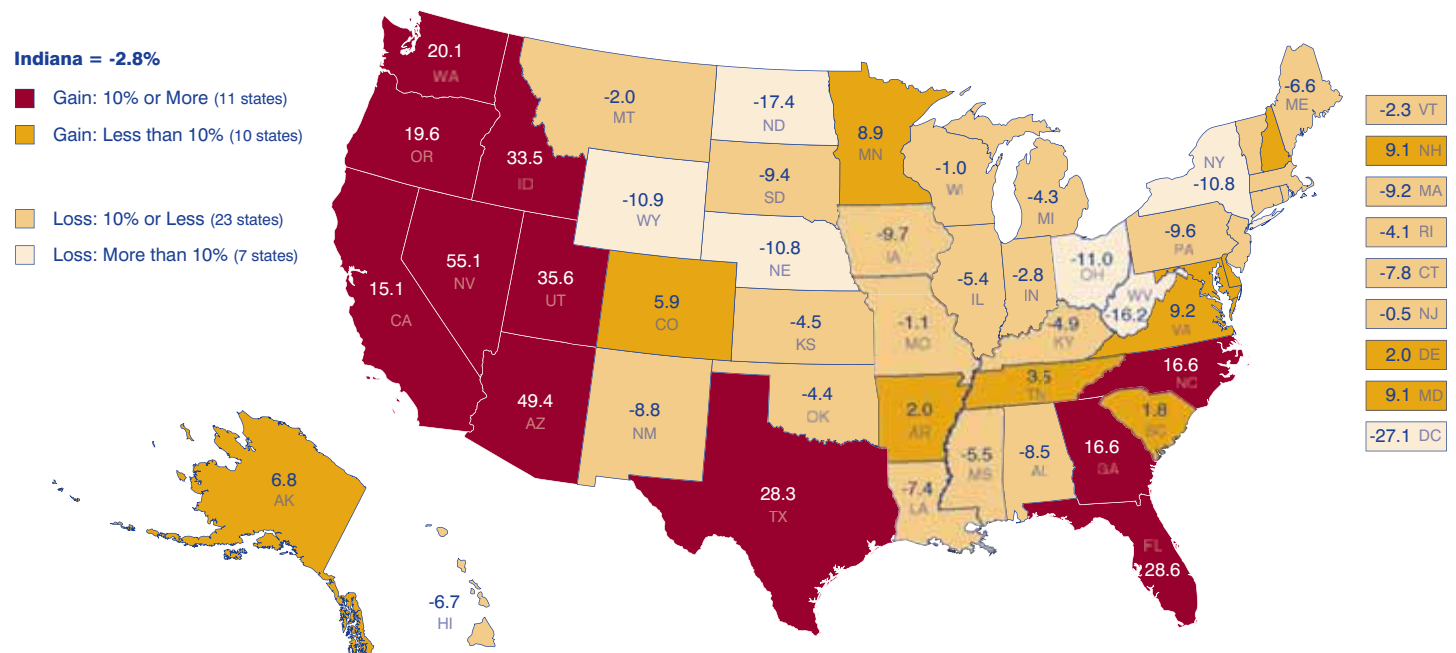 Indiana = -2.8%
Gain: 10% or More (11 states)
Gain: Less than 10% (10 states)
Loss: 10% or Less (23 states)
Loss: More than 10% (7 states)
20.1
WA
19.6
OR
33.5
ID
-2.0
MT
-17.4
ND
8.9
MN
-9.4
SD
-10.9
WY
-10.8
NE
-1.0
WI
-4.3
MI
NY
-10.8
-6.6
ME
15.1
CA
55.1
NV
35.6
UT
5.9
CO
-4.5
KS
-9.7
IA
-5.4
IL
-2.8
IN
-11.0
OH
-9.6
PA
WV
-16.2
9.2
VA
-1.1
MO
-4.9
KY
49.4
AZ
-8.8
NM
-4.4
OK
2.0
AR
3.5
TN
16.6
NC
1.8
SC
28.3
TX
-7.4
LA
-5.5
MS
-8.5
AL
16.6
GA
FL
28.6
6.8
AK
-6.7
HI
-2.3 VT
9.1 NH
-9.2 MA
-4.1 RI
-7.8 CT
-0.5 NJ
2.0 DE
9.1 MD
-27.1 DC